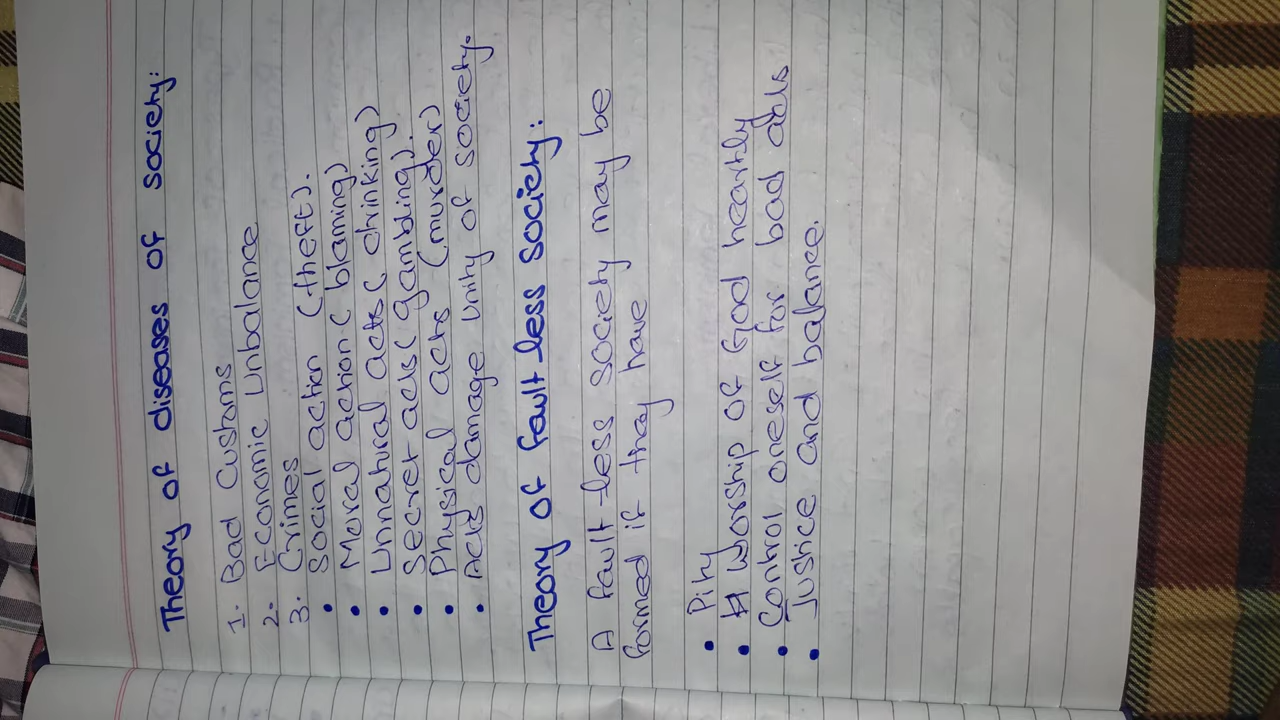 Theory of diseases of society:
1. Bad Customs
2. Economic Unbalance
3. Crimes
• Social action (theft).
• Moral action (blaming)
• Unnatural acts (drinking)
• Secret acts (gambling).
• Physical acts (murder)
• Acts damage unity of society.
Theory of fault less society:
A fault less society may be
formed if they have
• Pity
• Worship of God heartly
• Control oneself for bad acts
• Justice and balance.